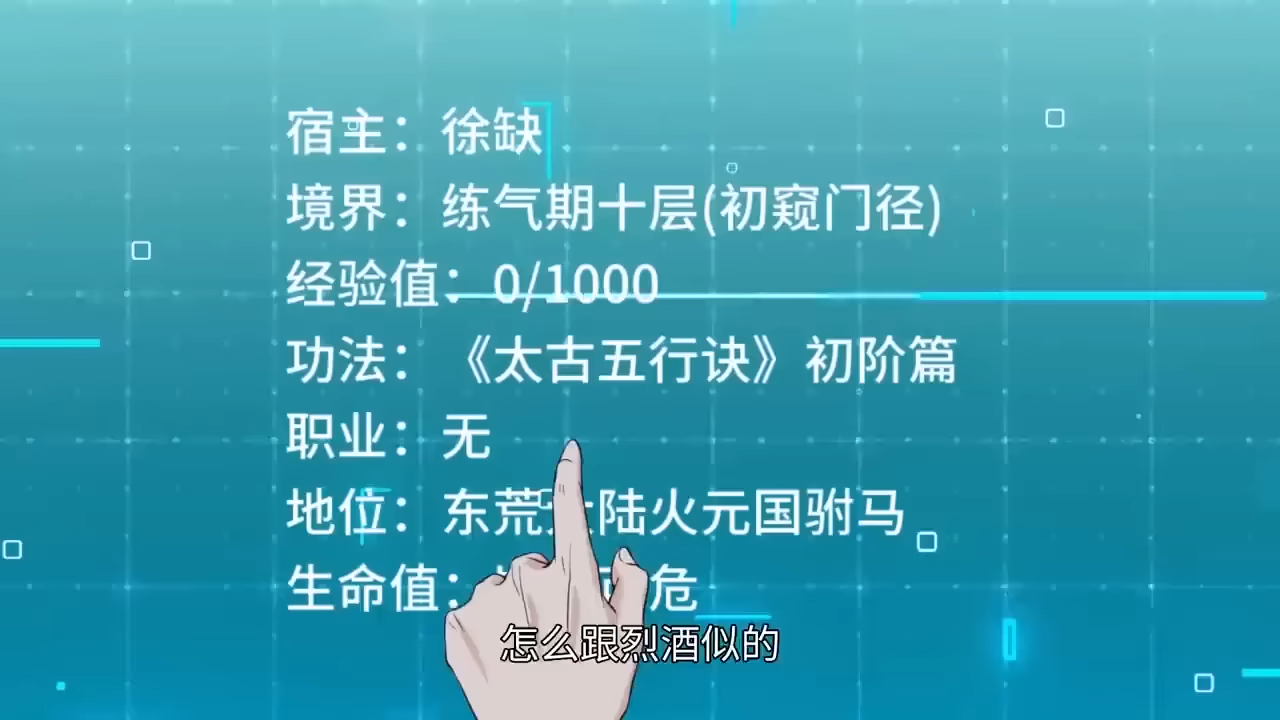 宿主：徐缺
境界：练气期十层(初窥门径)
经验值：0/1000
功法：《太古五行诀》初阶篇
职业：无
地位：东荒大陆火元国驸马
生命值：危
怎么跟烈酒似的